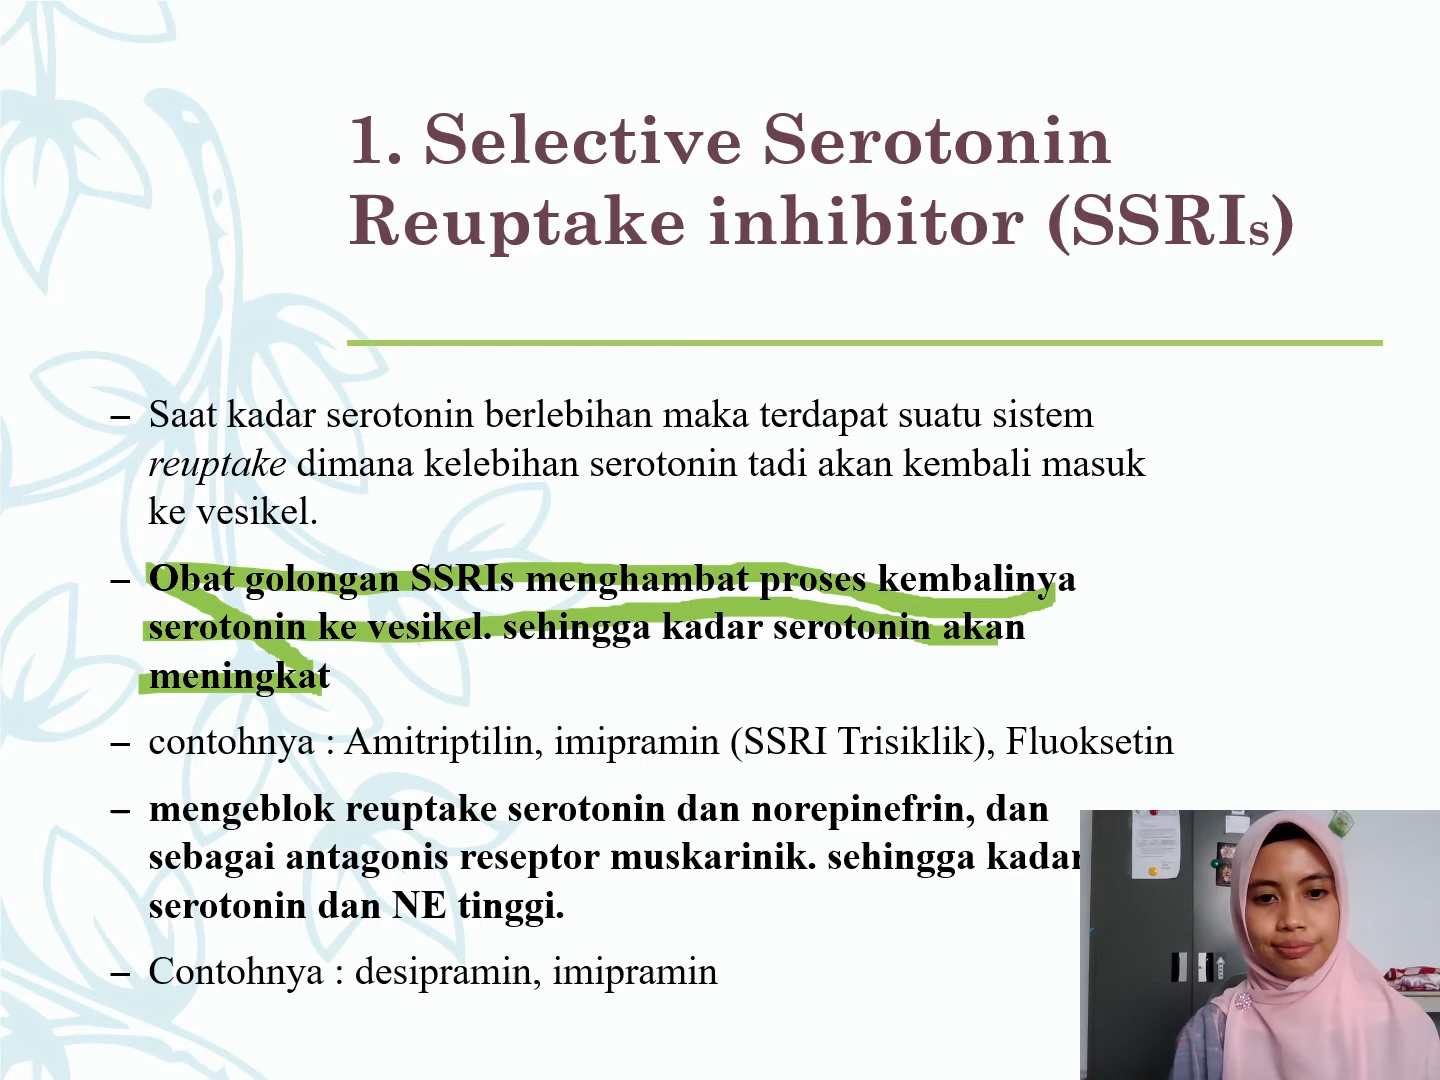 1. Selective Serotonin
Reuptake inhibitor (SSRIs)
– Saat kadar serotonin berlebihan maka terdapat suatu sistem
reuptake dimana kelebihan serotonin tadi akan kembali masuk
ke vesikel.
– Obat golongan SSRIs menghambat proses kembalinya
serotonin ke vesikel. sehingga kadar serotonin akan
meningkat
– contohnya : Amitriptilin, imipramin (SSRI Trisiklik), Fluoksetin
– mengeblok reuptake serotonin dan norepinefrin, dan
sebagai antagonis reseptor muskarinik. sehingga kadar
serotonin dan NE tinggi.
– Contohnya : desipramin, imipramin